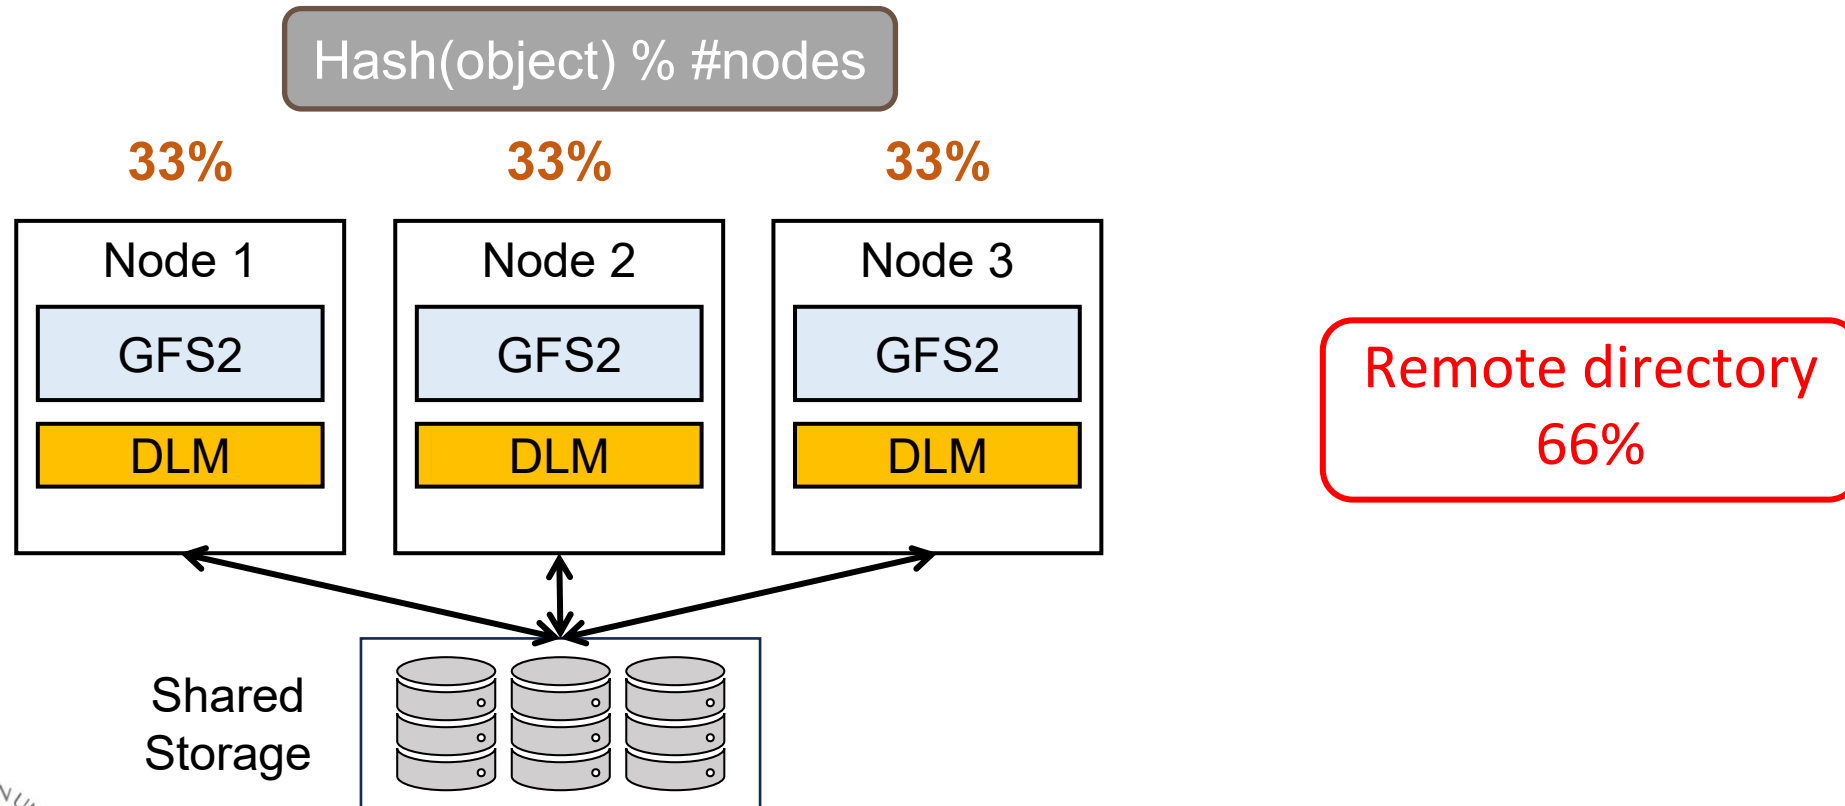 Hash(object) % #nodes
33%
33%
33%
Node 1
Node 2
Node 3
GFS2
GFS2
GFS2
DLM
DLM
DLM
Remote directory
66%
Shared
Storage